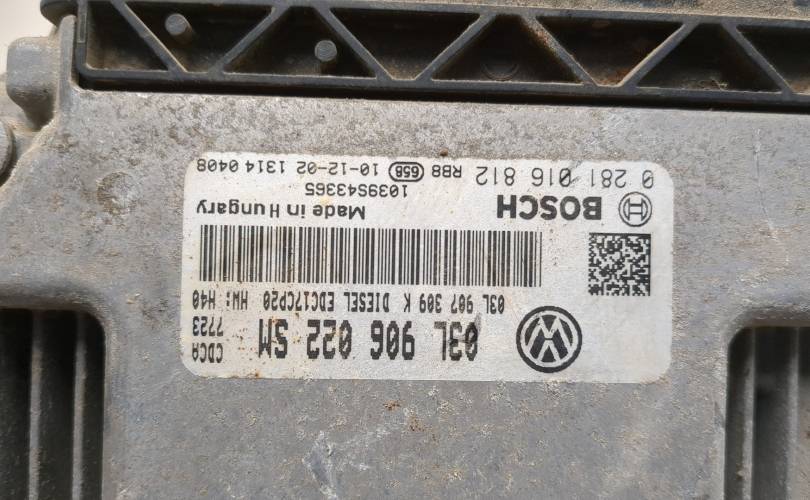 03L 906 022 SM CDCA
7723
03L 907 309 K DIESEL EDC17CP20 HW: H40
BOSCH Made in Hungary
1039S43365
0 281 016 812 RB8 658 10-12-02 1314 0408